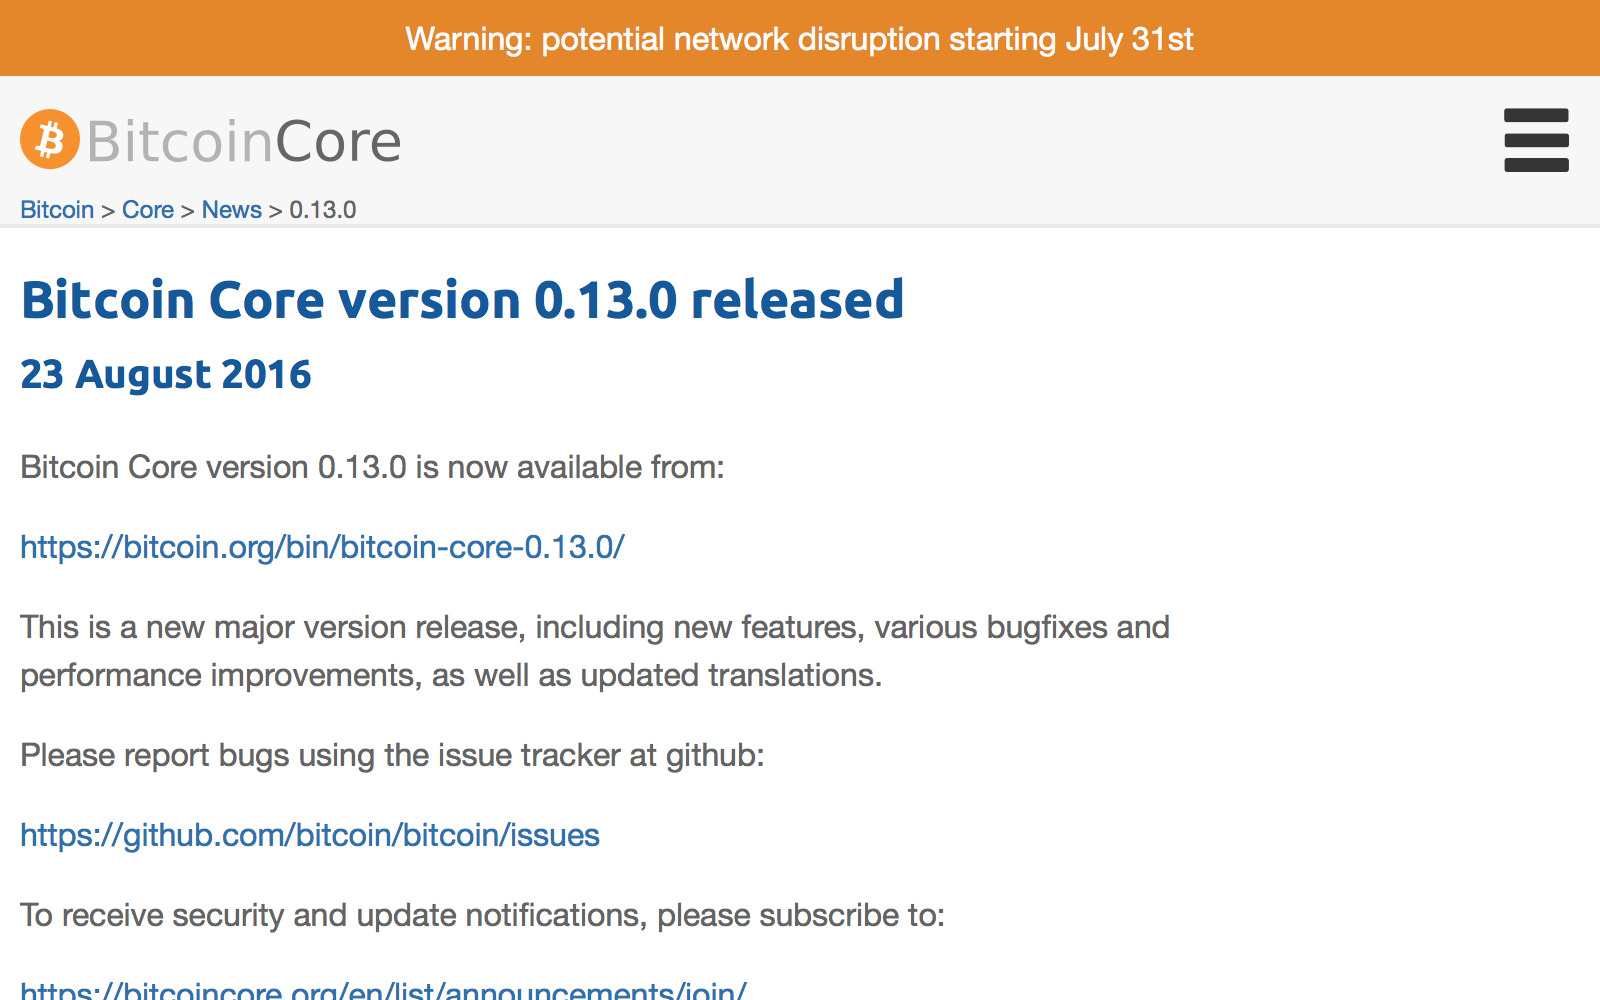 Warning: potential network disruption starting July 31st
BitcoinCore
Bitcoin > Core > News > 0.13.0
Bitcoin Core version 0.13.0 released
23 August 2016
Bitcoin Core version 0.13.0 is now available from:
https://bitcoin.org/bin/bitcoin-core-0.13.0/
This is a new major version release, including new features, various bugfixes and
performance improvements, as well as updated translations.
Please report bugs using the issue tracker at github:
https://github.com/bitcoin/bitcoin/issues
To receive security and update notifications, please subscribe to:
https://bitcoincore.org/en/list/announcements/join/